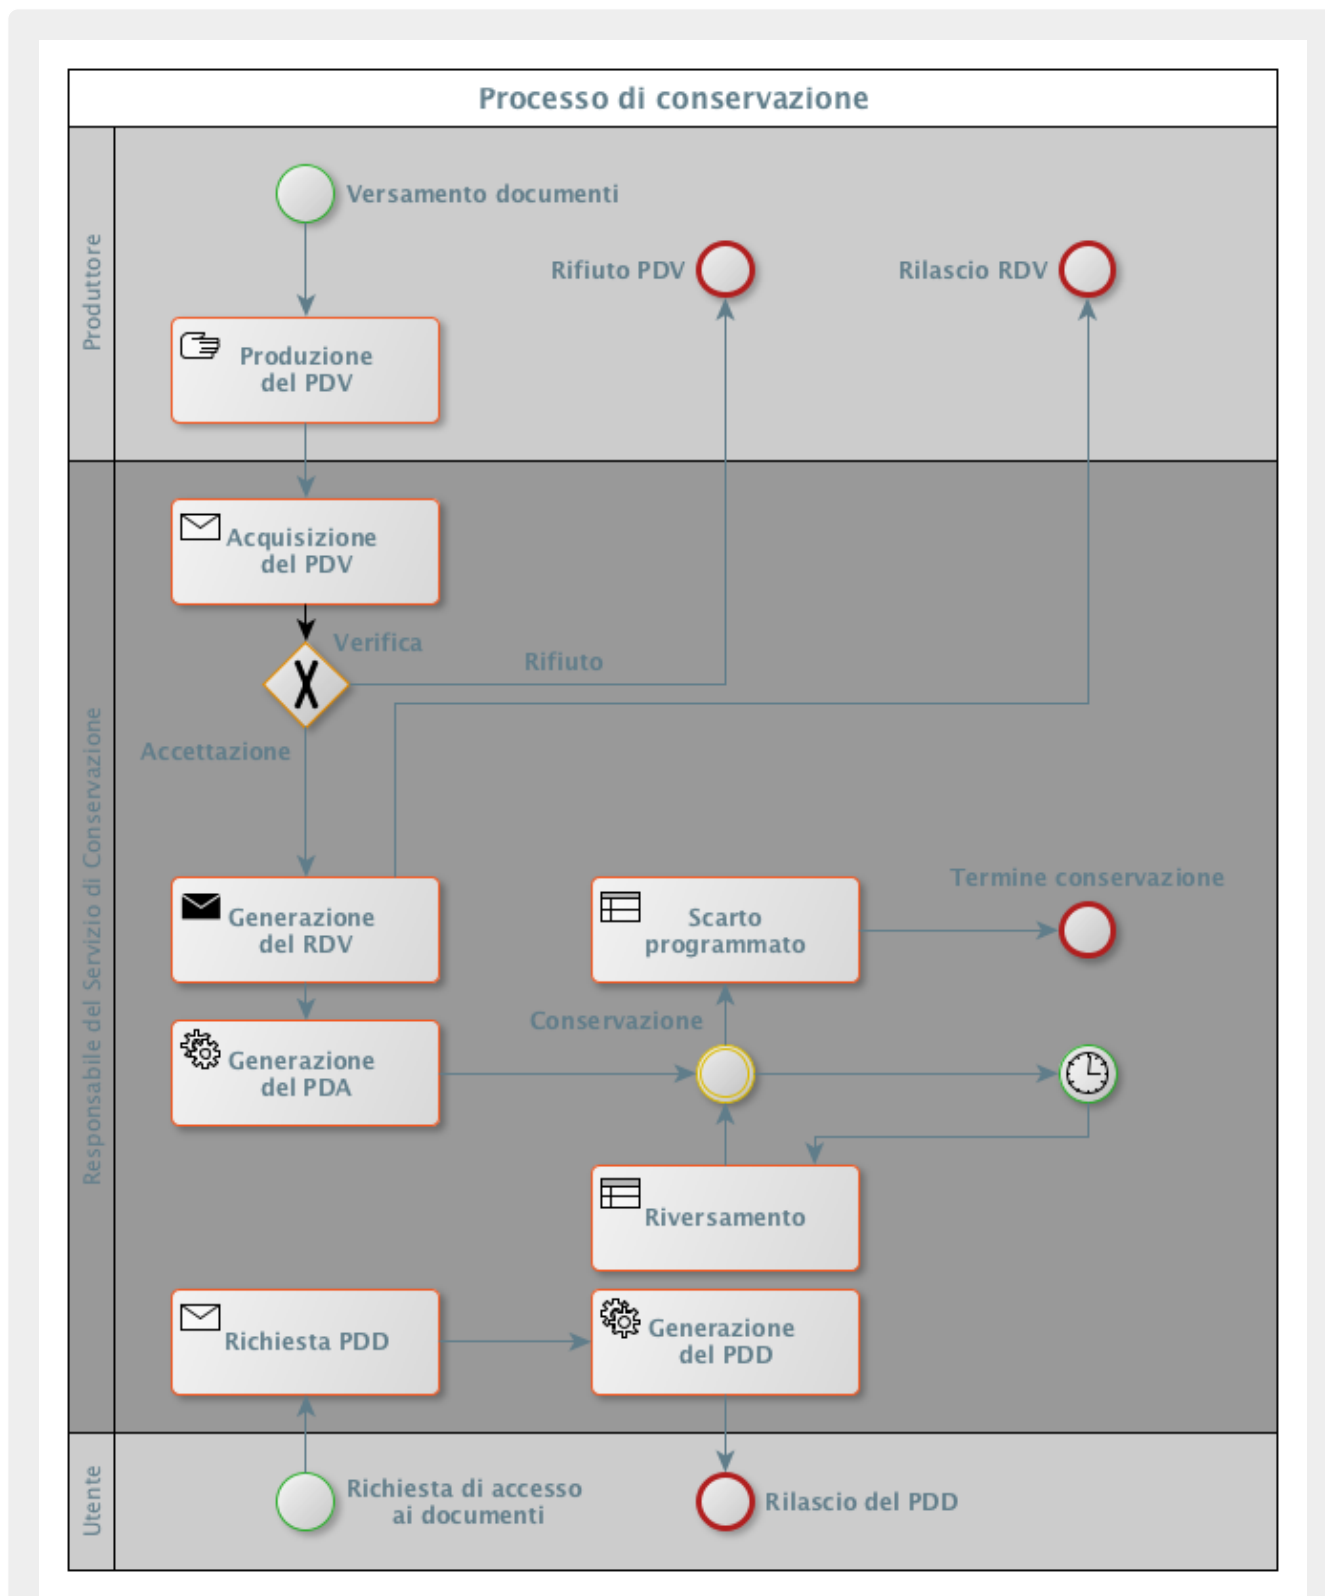 Processo di conservazione
Produttore
Versamento documenti
Rifiuto PDV
Rilascio RDV
Produzione
del PDV
Responsabile del Servizio di Conservazione
Acquisizione
del PDV
Verifica
Rifiuto
Accettazione
Generazione
del RDV
Scarto
programmato
Termine conservazione
Conservazione
Generazione
del PDA
Riversamento
Richiesta PDD
Generazione
del PDD
Utente
Richiesta di accesso
ai documenti
Rilascio del PDD